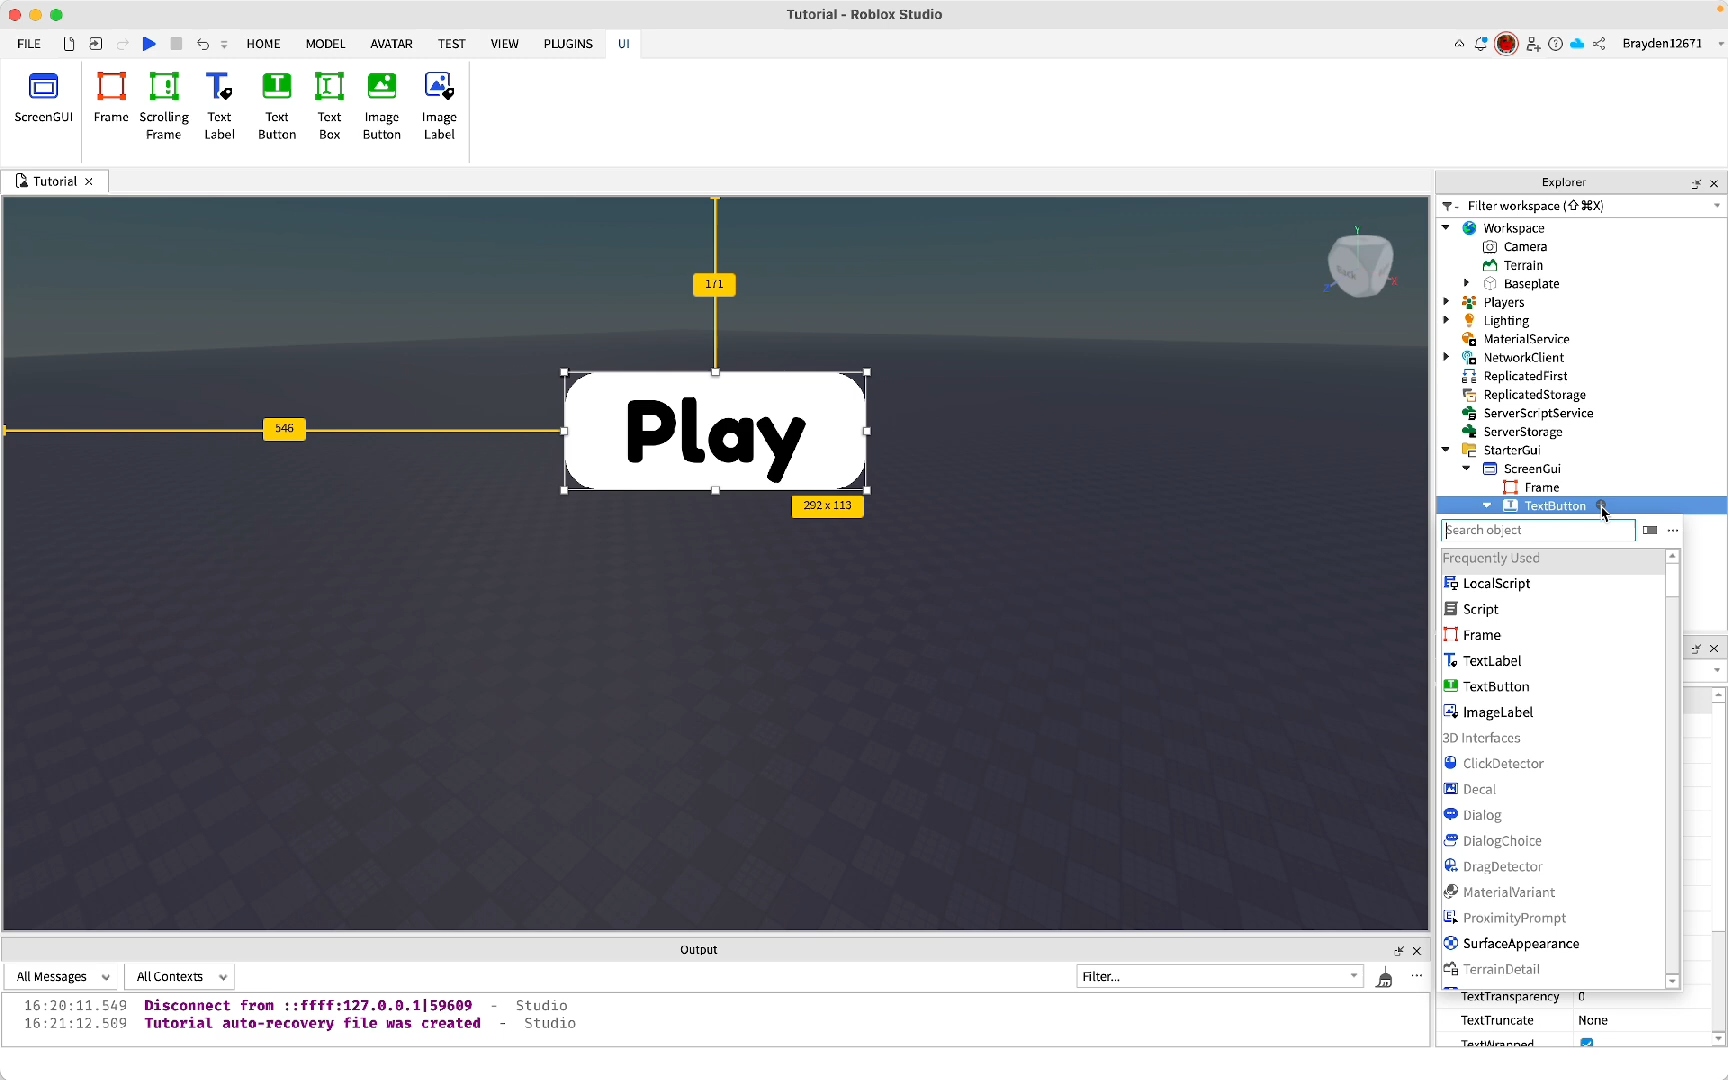 Tutorial - Roblox Studio
FILE HOME MODEL AVATAR TEST VIEW PLUGINS UI Brayden12671
ScreenGUI Frame Scrolling Frame Text Label Text Button Text Box Image Button Image Label
Tutorial
Explorer
Filter workspace (⇧⌘X)
Workspace
Camera
Terrain
Baseplate
Players
Lighting
MaterialService
NetworkClient
ReplicatedFirst
ReplicatedStorage
ServerScriptService
ServerStorage
StarterGui
ScreenGui
Frame
TextButton
Search object
Frequently Used
LocalScript
Script
Frame
TextLabel
TextButton
ImageLabel
3D Interfaces
ClickDetector
Decal
Dialog
DialogChoice
DragDetector
MaterialVariant
ProximityPrompt
SurfaceAppearance
TerrainDetail
TextTransparency 0
TextTruncate None
TextWrapped
171
546
Play
292 x 113
Output
All Messages All Contexts Filter...
16:20:11.549 Disconnect from ::ffff:127.0.0.1|59609 - Studio
16:21:12.509 Tutorial auto-recovery file was created - Studio